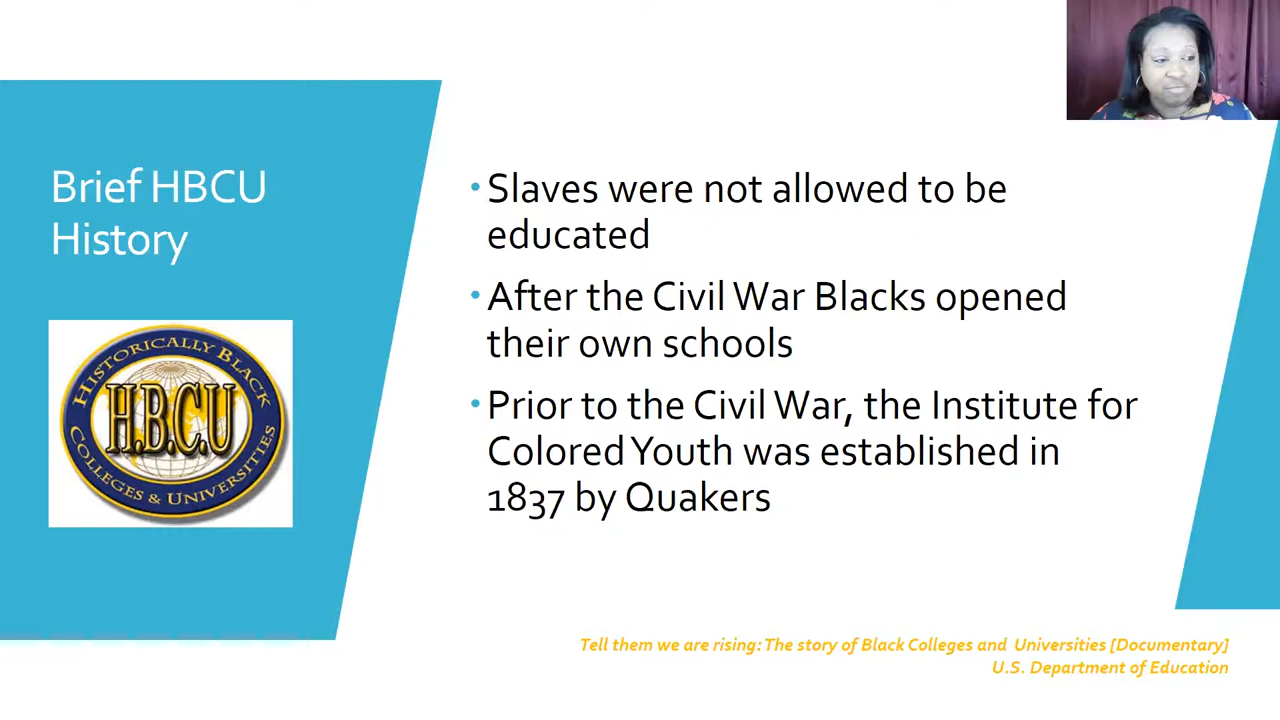 Brief HBCU
History
HISTORICALLY BLACK
H.B.C.U
COLLEGES & UNIVERSITIES
• Slaves were not allowed to be
educated
• After the Civil War Blacks opened
their own schools
• Prior to the Civil War, the Institute for
Colored Youth was established in
1837 by Quakers
Tell them we are rising: The story of Black Colleges and Universities [Documentary]
U.S. Department of Education